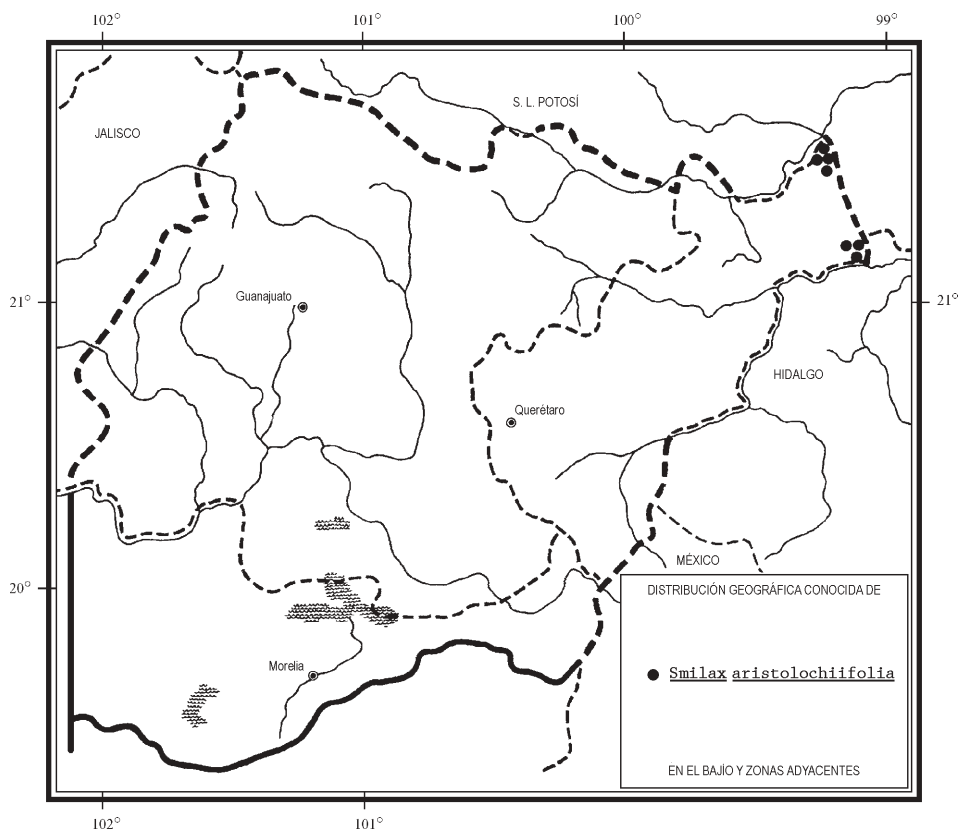 102° 101° 100° 99°
S. L. POTOSÍ
JALISCO
Guanajuato
21° 21°
HIDALGO
Querétaro
MÉXICO
20°
DISTRIBUCIÓN GEOGRÁFICA CONOCIDA DE
Smilax aristolochiifolia
Morelia
EN EL BAJÍO Y ZONAS ADYACENTES
102° 101°